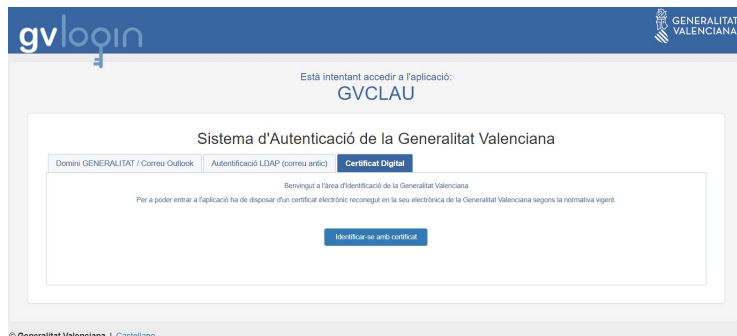 gvlogin
GENERALITAT
VALENCIANA
Està intentant accedir a l'aplicació:
GVCLAU
Sistema d'Autenticació de la Generalitat Valenciana
Domini GENERALITAT / Correu Outlook
Autentificació LDAP (correu antic)
Certificat Digital
Benvingut a l'àrea d'Identificació de la Generalitat Valenciana
Per a poder entrar a l'aplicació ha de disposar d'un certificat electrònic reconegut en la seu electrònica de la Generalitat Valenciana segons la normativa vigent.
Identificar-se amb certificat
© Generalitat Valenciana | Castellano